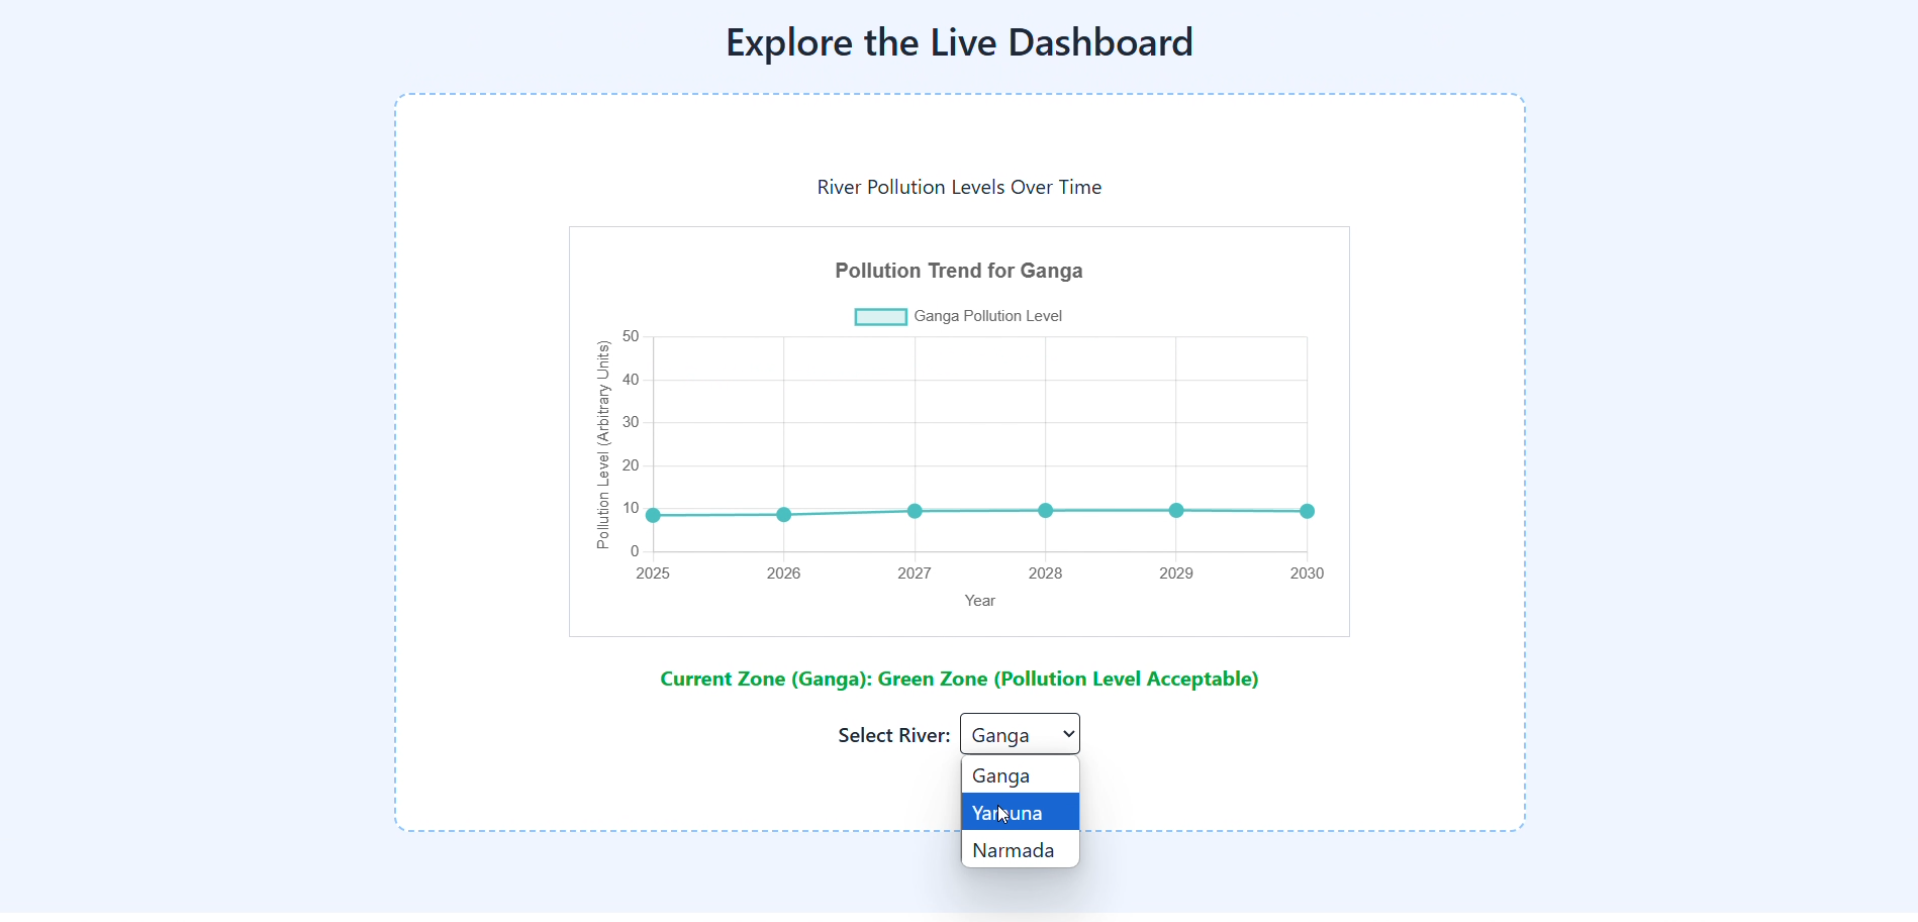 Explore the Live Dashboard
River Pollution Levels Over Time
Pollution Trend for Ganga
Ganga Pollution Level
Pollution Level (Arbitrary Units)
50
40
30
20
10
0
2025 2026 2027 2028 2029 2030
Year
Current Zone (Ganga): Green Zone (Pollution Level Acceptable)
Select River: Ganga
Ganga
Yamuna
Narmada